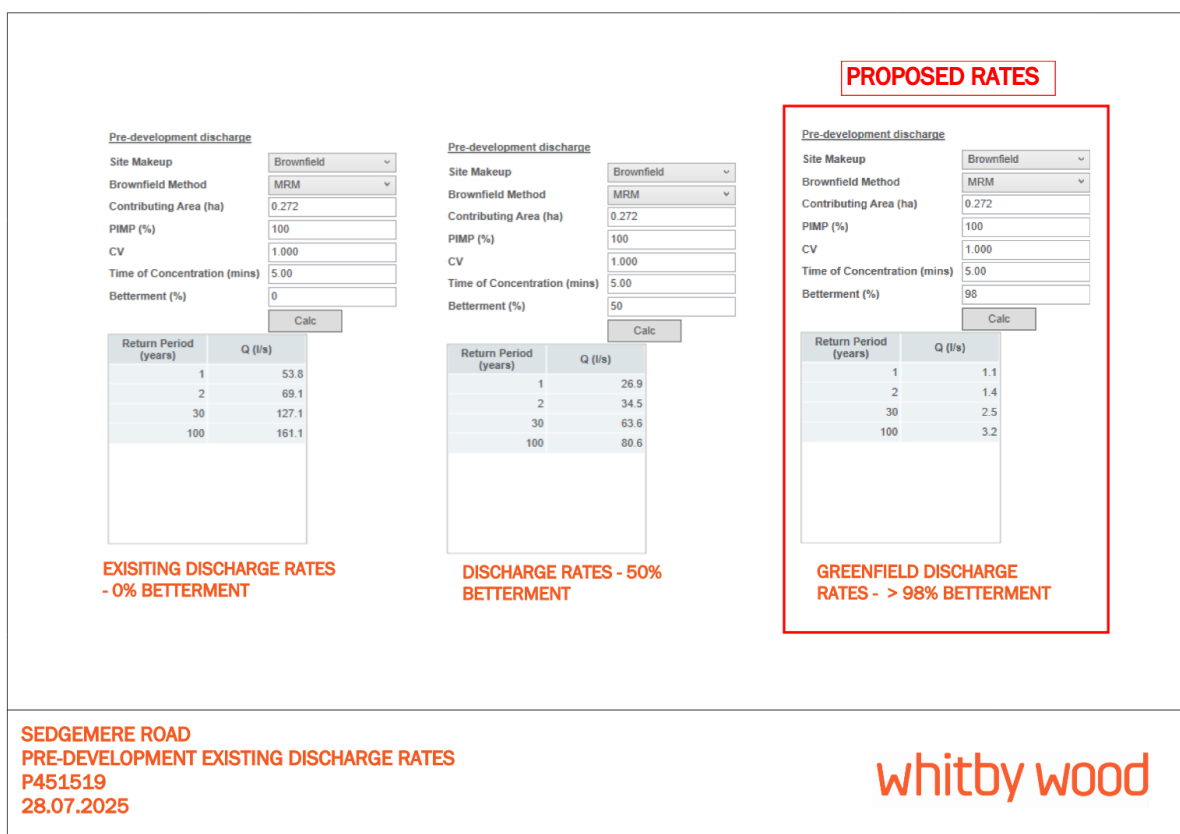 PROPOSED RATES
Pre-development discharge
Site Makeup Brownfield
Brownfield Method MRM
Contributing Area (ha) 0.272
PIMP (%) 100
CV 1.000
Time of Concentration (mins) 5.00
Betterment (%) 0
Calc
Return Period
(years) Q (l/s)
1 53.8
2 69.1
30 127.1
100 161.1
EXISITING DISCHARGE RATES
- 0% BETTERMENT
Pre-development discharge
Site Makeup Brownfield
Brownfield Method MRM
Contributing Area (ha) 0.272
PIMP (%) 100
CV 1.000
Time of Concentration (mins) 5.00
Betterment (%) 50
Calc
Return Period
(years) Q (l/s)
1 26.9
2 34.5
30 63.6
100 80.6
DISCHARGE RATES - 50%
BETTERMENT
Pre-development discharge
Site Makeup Brownfield
Brownfield Method MRM
Contributing Area (ha) 0.272
PIMP (%) 100
CV 1.000
Time of Concentration (mins) 5.00
Betterment (%) 98
Calc
Return Period
(years) Q (l/s)
1 1.1
2 1.4
30 2.5
100 3.2
GREENFIELD DISCHARGE
RATES - > 98% BETTERMENT
SEDGEMERE ROAD
PRE-DEVELOPMENT EXISTING DISCHARGE RATES
P451519
28.07.2025
whitby wood